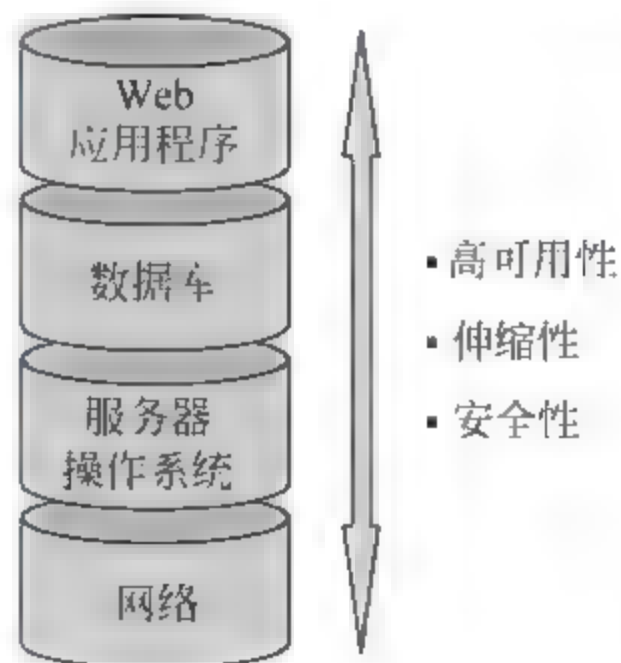 Web
应用程序
数据车
服务器
操作系统
网络
▪ 高可用性
▪ 伸缩性
▪ 安全性